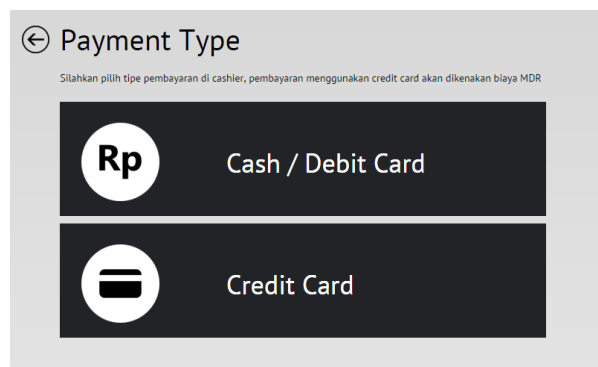 Payment Type
Silahkan pilih tipe pembayaran di cashier, pembayaran menggunakan credit card akan dikenakan biaya MDR
Rp
Cash / Debit Card
Credit Card